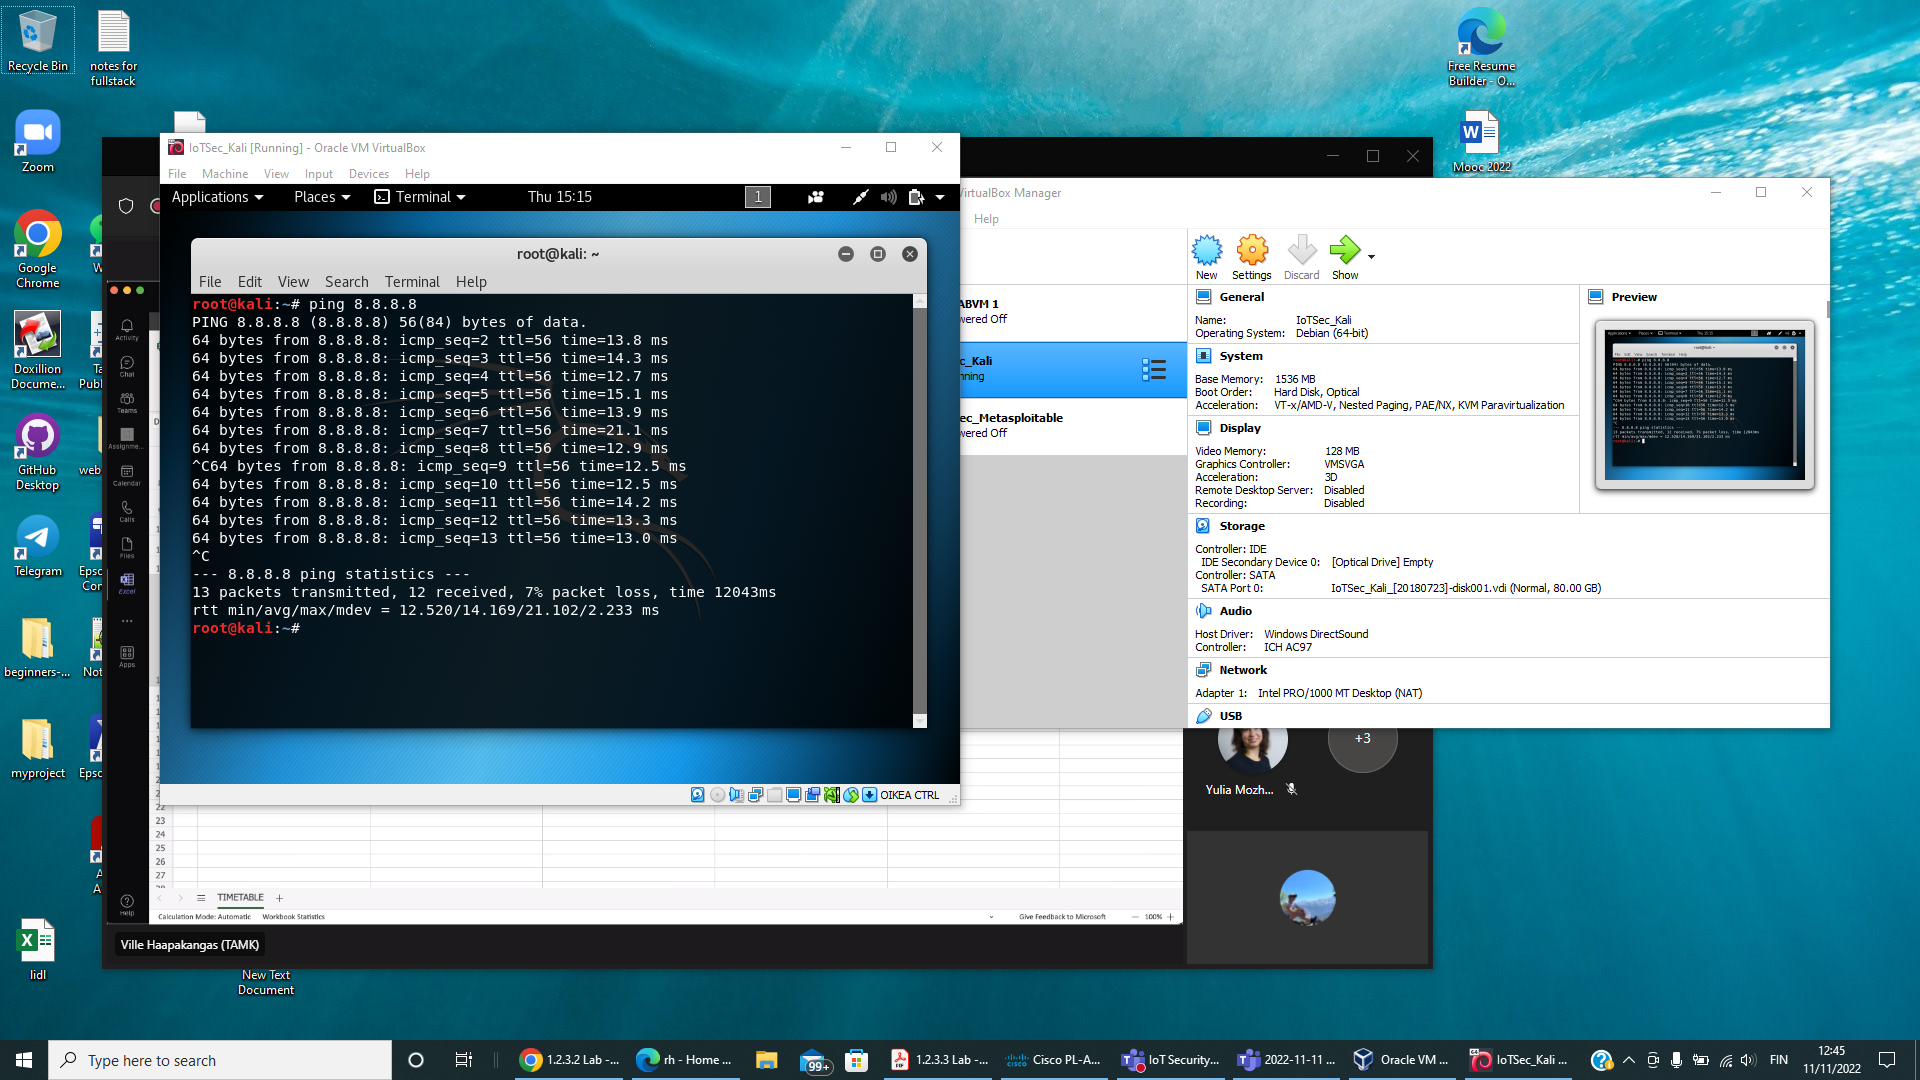 Recycle Bin
notes for
fullstack
Zoom
Google
Chrome
Doxillion
Docume...
GitHub
Desktop
Telegram
beginners-...
myproject
lidl
New Text
Document
Free Resume
Builder - O...
Mooc 2022
IoTSec_Kali [Running] - Oracle VM VirtualBox
File Machine View Input Devices Help
Applications Places Terminal Thu 15:15 1
root@kali: ~
File Edit View Search Terminal Help
root@kali:~# ping 8.8.8.8
PING 8.8.8.8 (8.8.8.8) 56(84) bytes of data.
64 bytes from 8.8.8.8: icmp_seq=2 ttl=56 time=13.8 ms
64 bytes from 8.8.8.8: icmp_seq=3 ttl=56 time=14.3 ms
64 bytes from 8.8.8.8: icmp_seq=4 ttl=56 time=12.7 ms
64 bytes from 8.8.8.8: icmp_seq=5 ttl=56 time=15.1 ms
64 bytes from 8.8.8.8: icmp_seq=6 ttl=56 time=13.9 ms
64 bytes from 8.8.8.8: icmp_seq=7 ttl=56 time=21.1 ms
64 bytes from 8.8.8.8: icmp_seq=8 ttl=56 time=12.9 ms
^C64 bytes from 8.8.8.8: icmp_seq=9 ttl=56 time=12.5 ms
64 bytes from 8.8.8.8: icmp_seq=10 ttl=56 time=12.5 ms
64 bytes from 8.8.8.8: icmp_seq=11 ttl=56 time=14.2 ms
64 bytes from 8.8.8.8: icmp_seq=12 ttl=56 time=13.3 ms
64 bytes from 8.8.8.8: icmp_seq=13 ttl=56 time=13.0 ms
^C
--- 8.8.8.8 ping statistics ---
13 packets transmitted, 12 received, 7% packet loss, time 12043ms
rtt min/avg/max/mdev = 12.520/14.169/21.102/2.233 ms
root@kali:~#
OIKEA CTRL
VirtualBox Manager
Help
New Settings Discard Show
ABVM 1
wered Off
ec_Kali
nning
ec_Metasploitable
wered Off
General
Name: IoTSec_Kali
Operating System: Debian (64-bit)
System
Base Memory: 1536 MB
Boot Order: Hard Disk, Optical
Acceleration: VT-x/AMD-V, Nested Paging, PAE/NX, KVM Paravirtualization
Display
Video Memory: 128 MB
Graphics Controller: VMSVGA
Acceleration: 3D
Remote Desktop Server: Disabled
Recording: Disabled
Storage
Controller: IDE
IDE Secondary Device 0: [Optical Drive] Empty
Controller: SATA
SATA Port 0: IoTSec_Kali_[20180723]-disk001.vdi (Normal, 80.00 GB)
Audio
Host Driver: Windows DirectSound
Controller: ICH AC97
Network
Adapter 1: Intel PRO/1000 MT Desktop (NAT)
USB
Preview
Activity
Chat
Teams
Assignme...
Calendar
Calls
Files
Excel
Apps
Help
22
23
24
25
26
27
TIMETABLE
Calculation Mode: Automatic Workbook Statistics
Give Feedback to Microsoft
100%
Ville Haapakangas (TAMK)
Yulia Mozh...
+3
Type here to search
1.2.3.2 Lab -...
rh - Home ...
99+
1.2.3.3 Lab -...
Cisco PL-A...
IoT Security...
2022-11-11 ...
Oracle VM ...
IoTSec_Kali ...
FIN
12:45
11/11/2022